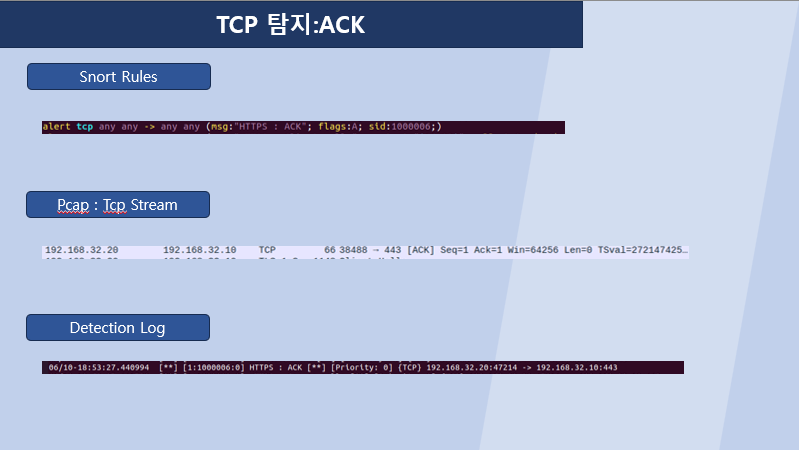 TCP 탐지:ACK
Snort Rules
alert tcp any any -> any any (msg:"HTTPS : ACK"; flags:A; sid:1000006;)
Pcap : Tcp Stream
192.168.32.20 192.168.32.10 TCP 66 38488 → 443 [ACK] Seq=1 Ack=1 Win=64256 Len=0 TSval=272147425…
Detection Log
06/10-18:53:27.440994 [**] [1:1000006:0] HTTPS : ACK [**] [Priority: 0] {TCP} 192.168.32.20:47214 -> 192.168.32.10:443